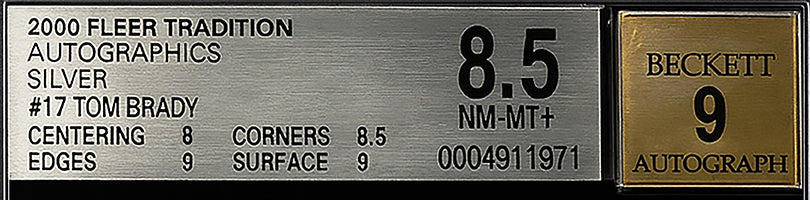 2000 FLEER TRADITION
AUTOGRAPHICS
SILVER
#17 TOM BRADY
CENTERING 8 CORNERS 8.5
EDGES 9 SURFACE 9
8.5
NM-MT+
0004911971
BECKETT
9
AUTOGRAPH